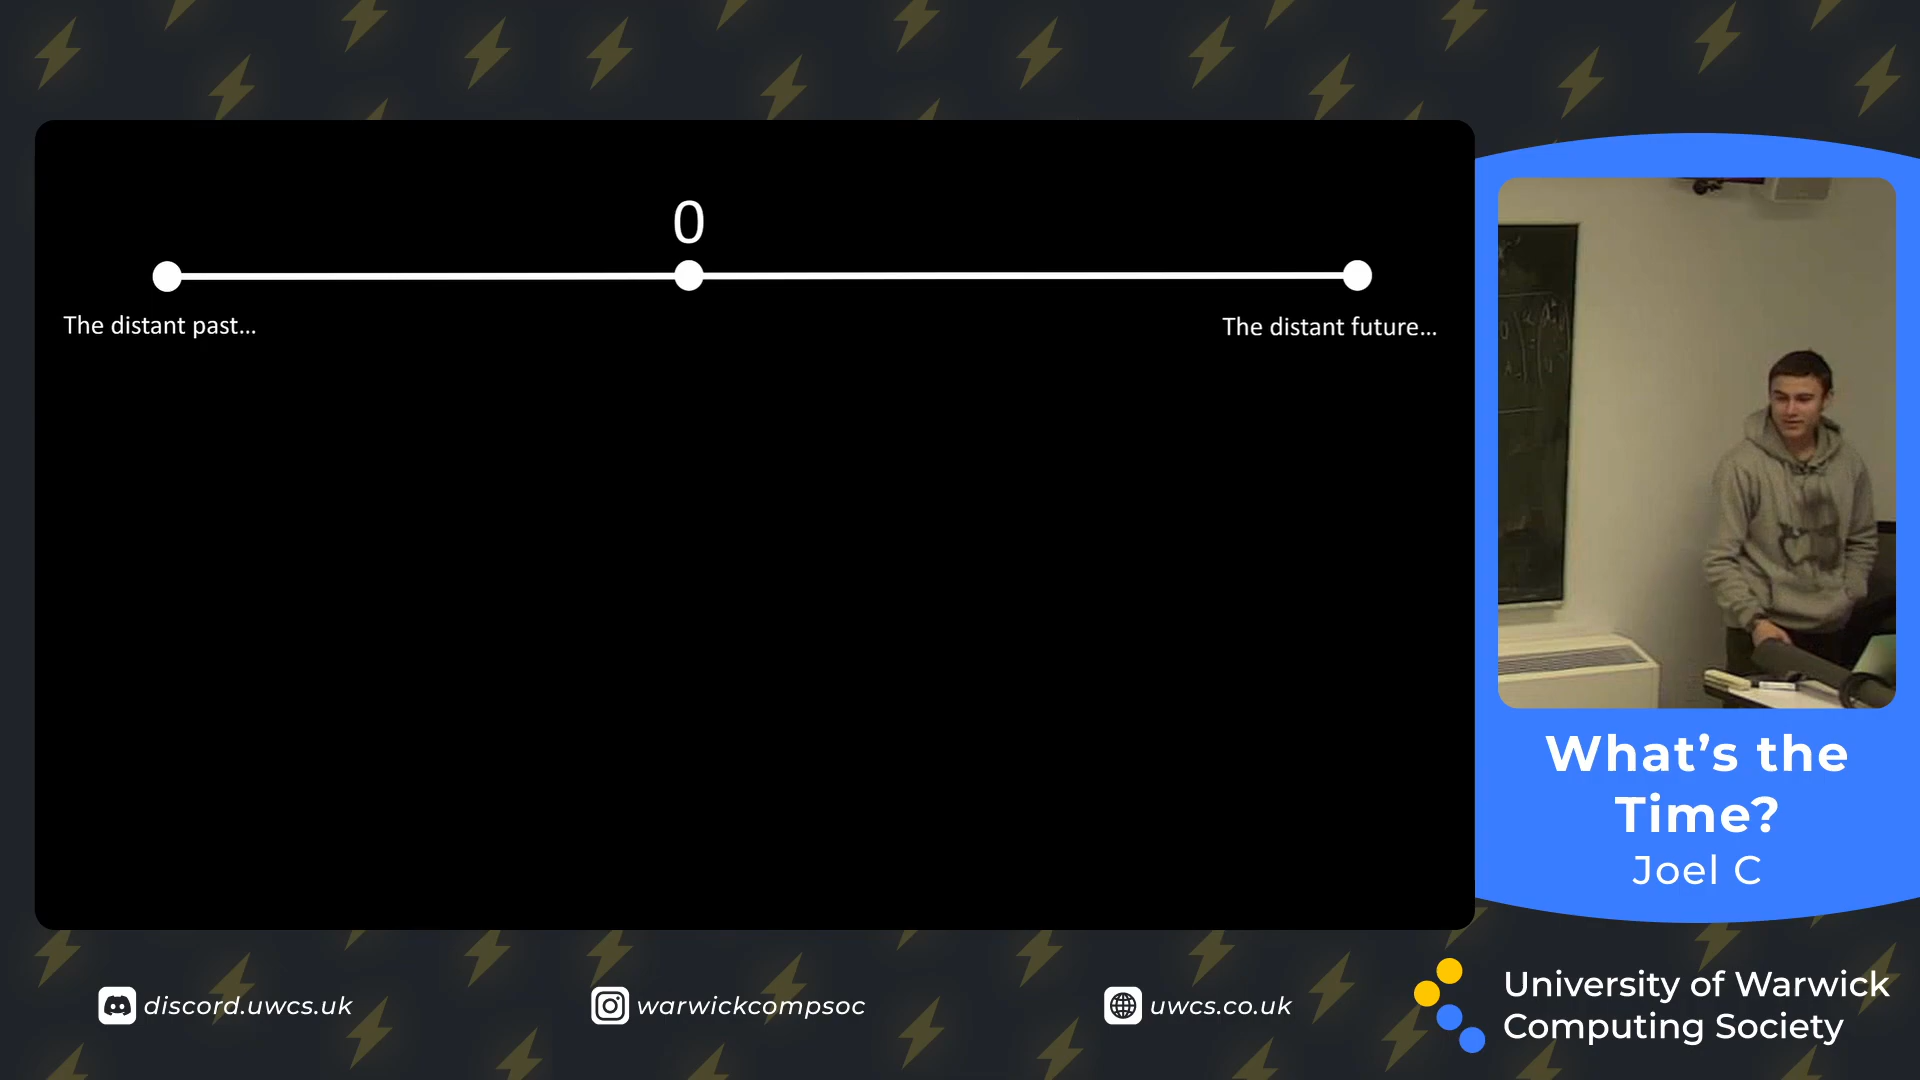 0
The distant past...
The distant future...
What's the
Time?
Joel C
discord.uwcs.uk
warwickcompsoc
uwcs.co.uk
University of Warwick
Computing Society